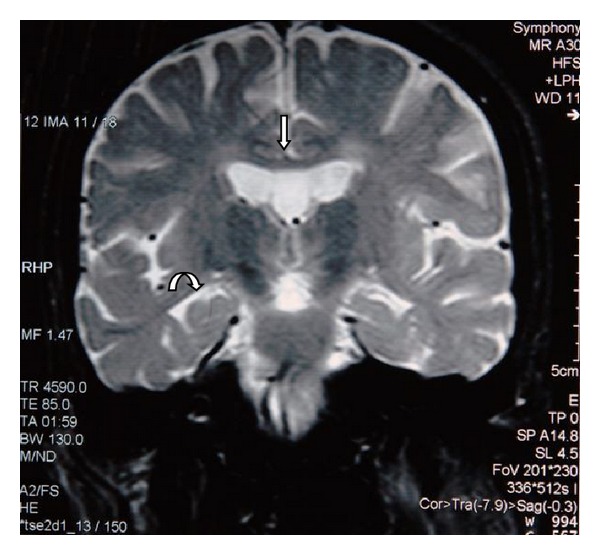 Symphony
MR A30
HFS
+LPH
WD 11
12 IMA 11 / 18
RHP
MF 1.47
5cm
TR 4590.0
TE 85.0
TA 01:59
BW 130.0
M/ND
A2/FS
HE
*tse2d1_13 / 150
E
TP 0
SP A14.8
SL 4.5
FoV 201*230
336*512s I
Cor>Tra(-7.9)>Sag(-0.3)
W 994